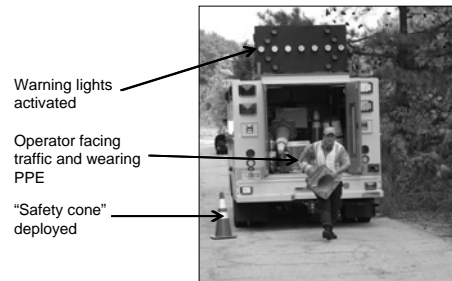 Warning lights
activated
Operator facing
traffic and wearing
PPE
“Safety cone”
deployed